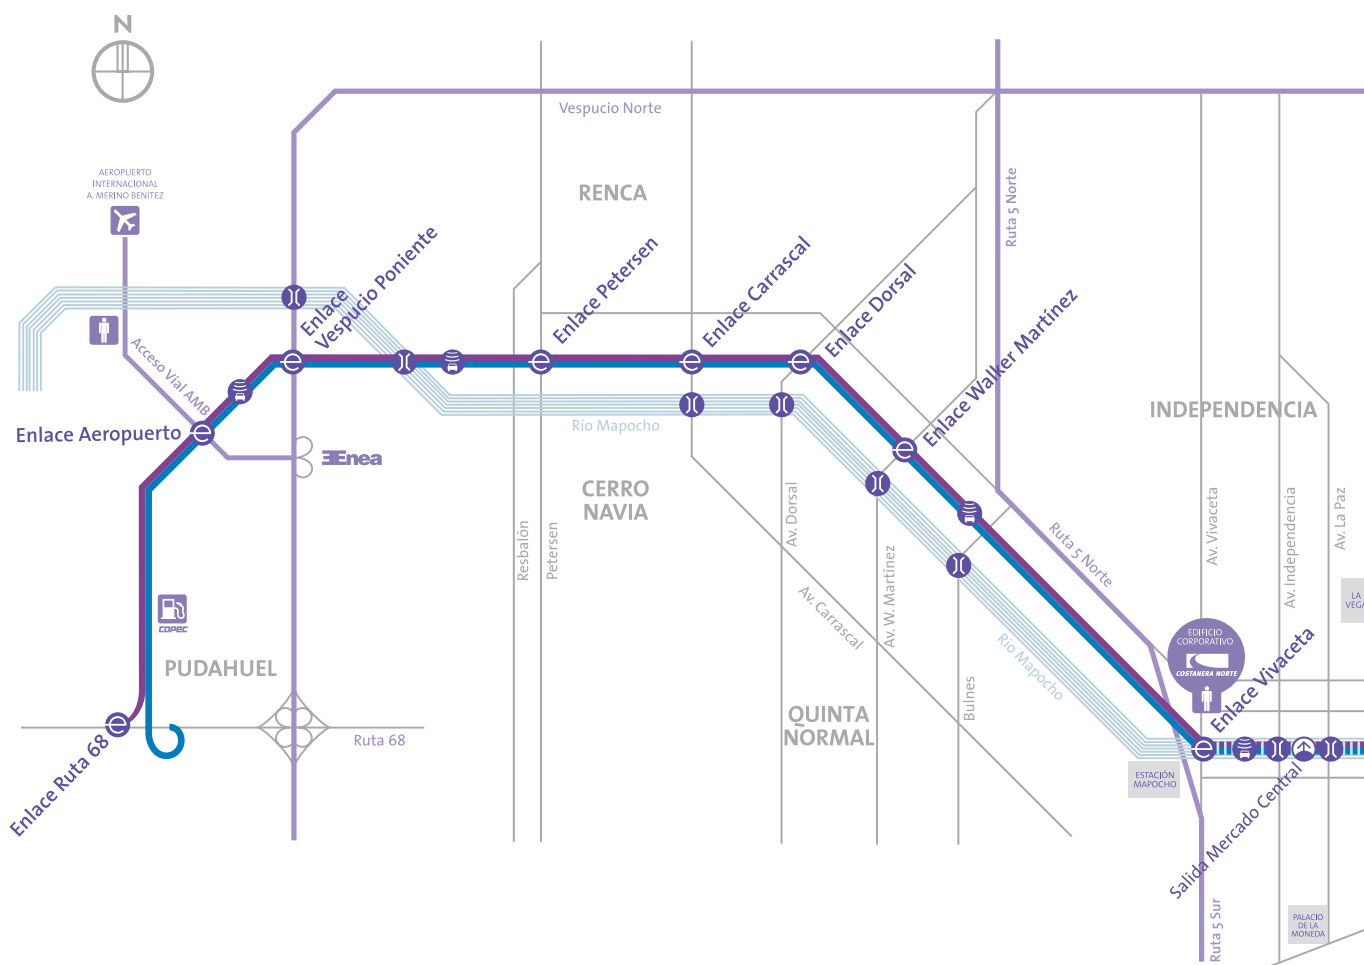 N
Vespucio Norte
AEROPUERTO
INTERNACIONAL
A. MERINO BENÍTEZ
RENCA
Ruta 5 Norte
Enlace
Vespucio Poniente
Enlace Petersen
Enlace Carrascal
Enlace Dorsal
Enlace Walker Martínez
Acceso Vial AMB
Enlace Aeropuerto
Río Mapocho
INDEPENDENCIA
Enea
CERRO
NAVIA
Resbalón
Petersen
Av. Dorsal
Av. W. Martínez
Av. Carrascal
Ruta 5 Norte
Av. Vivaceta
Av. Independencia
Av. La Paz
LA
VEGA
COPEC
PUDAHUEL
Río Mapocho
Bulnes
EDIFICIO
CORPORATIVO
COSTANERA NORTE
Enlace Vivaceta
QUINTA
NORMAL
Ruta 68
Enlace Ruta 68
ESTACIÓN
MAPOCHO
Salida Mercado Central
PALACIO
DE LA
MONEDA
Ruta 5 Sur